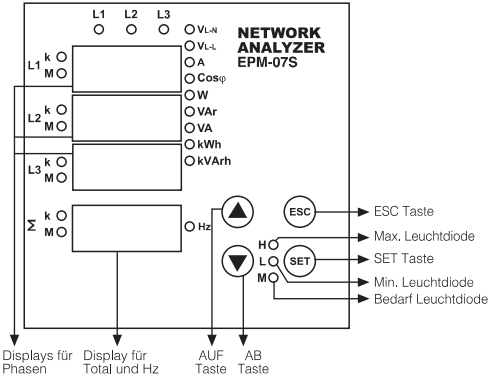 L1 L2 L3
VL-N
NETWORK
ANALYZER
EPM-07S
VL-L
k
L1
M
A
Cosφ
W
k
L2
M
VAr
VA
kWh
k
L3
M
kVArh
k
Σ
M
Hz
ESC
ESC Taste
Max. Leuchtdiode
H
L
SET
SET Taste
M
Min. Leuchtdiode
Bedarf Leuchtdiode
Displays für
Phasen
Display für
Total und Hz
AUF
Taste
AB
Taste